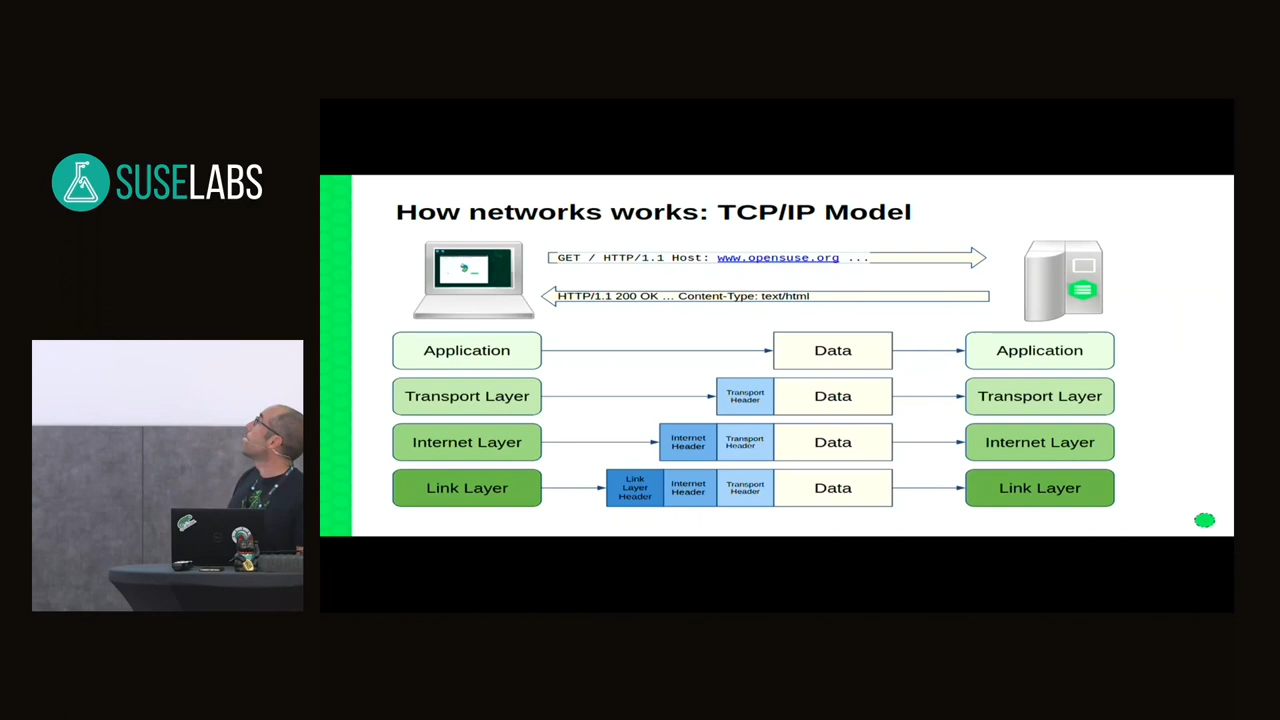 SUSELABS
How networks works: TCP/IP Model
GET / HTTP/1.1 Host: www.opensuse.org ...
HTTP/1.1 200 OK ... Content-Type: text/html
Application
Data
Application
Transport Layer
Transport
Header
Data
Transport Layer
Internet Layer
Internet
Header
Transport
Header
Data
Internet Layer
Link Layer
Link
Layer
Header
Internet
Header
Transport
Header
Data
Link Layer